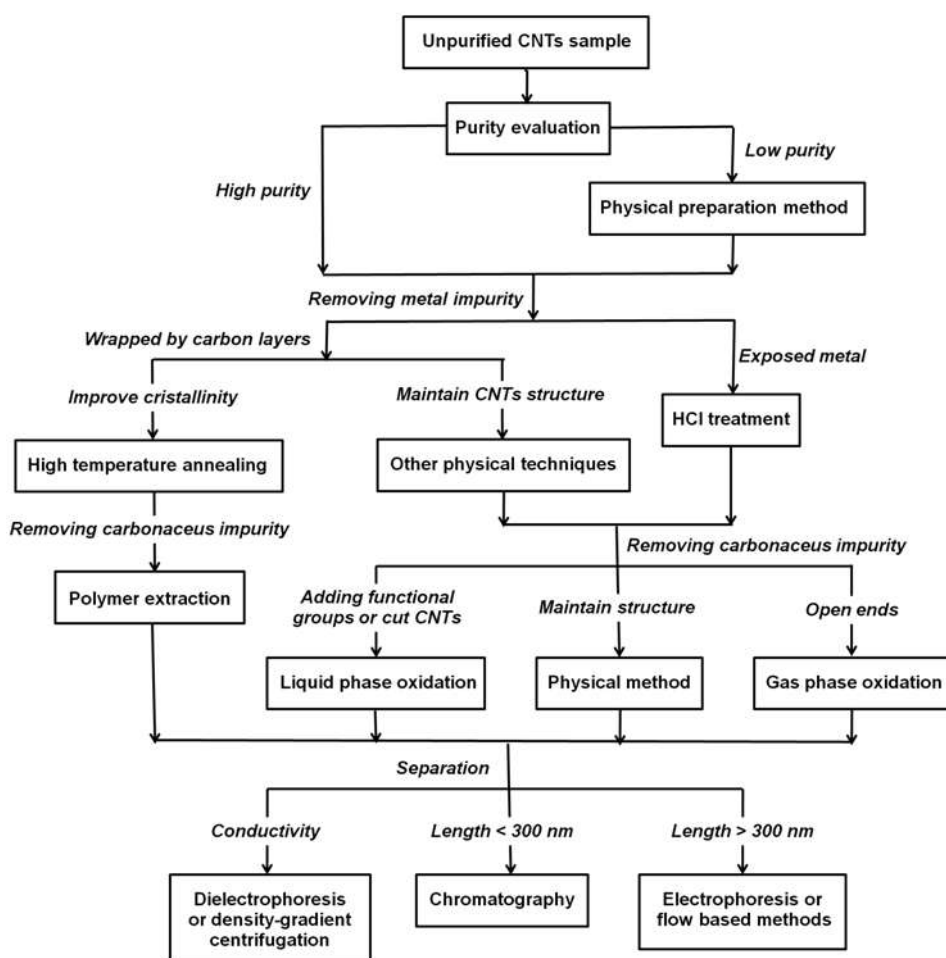 Unpurified CNTs sample
Purity evaluation
Low purity
High purity
Physical preparation method
Removing metal impurity
Wrapped by carbon layers
Exposed metal
Improve cristallinity
Maintain CNTs structure
HCl treatment
High temperature annealing
Other physical techniques
Removing carbonaceus impurity
Removing carbonaceus impurity
Polymer extraction
Adding functional
groups or cut CNTs
Maintain structure
Open ends
Liquid phase oxidation
Physical method
Gas phase oxidation
Separation
Conductivity
Length < 300 nm
Length > 300 nm
Dielectrophoresis
or density-gradient
centrifugation
Chromatography
Electrophoresis or
flow based methods